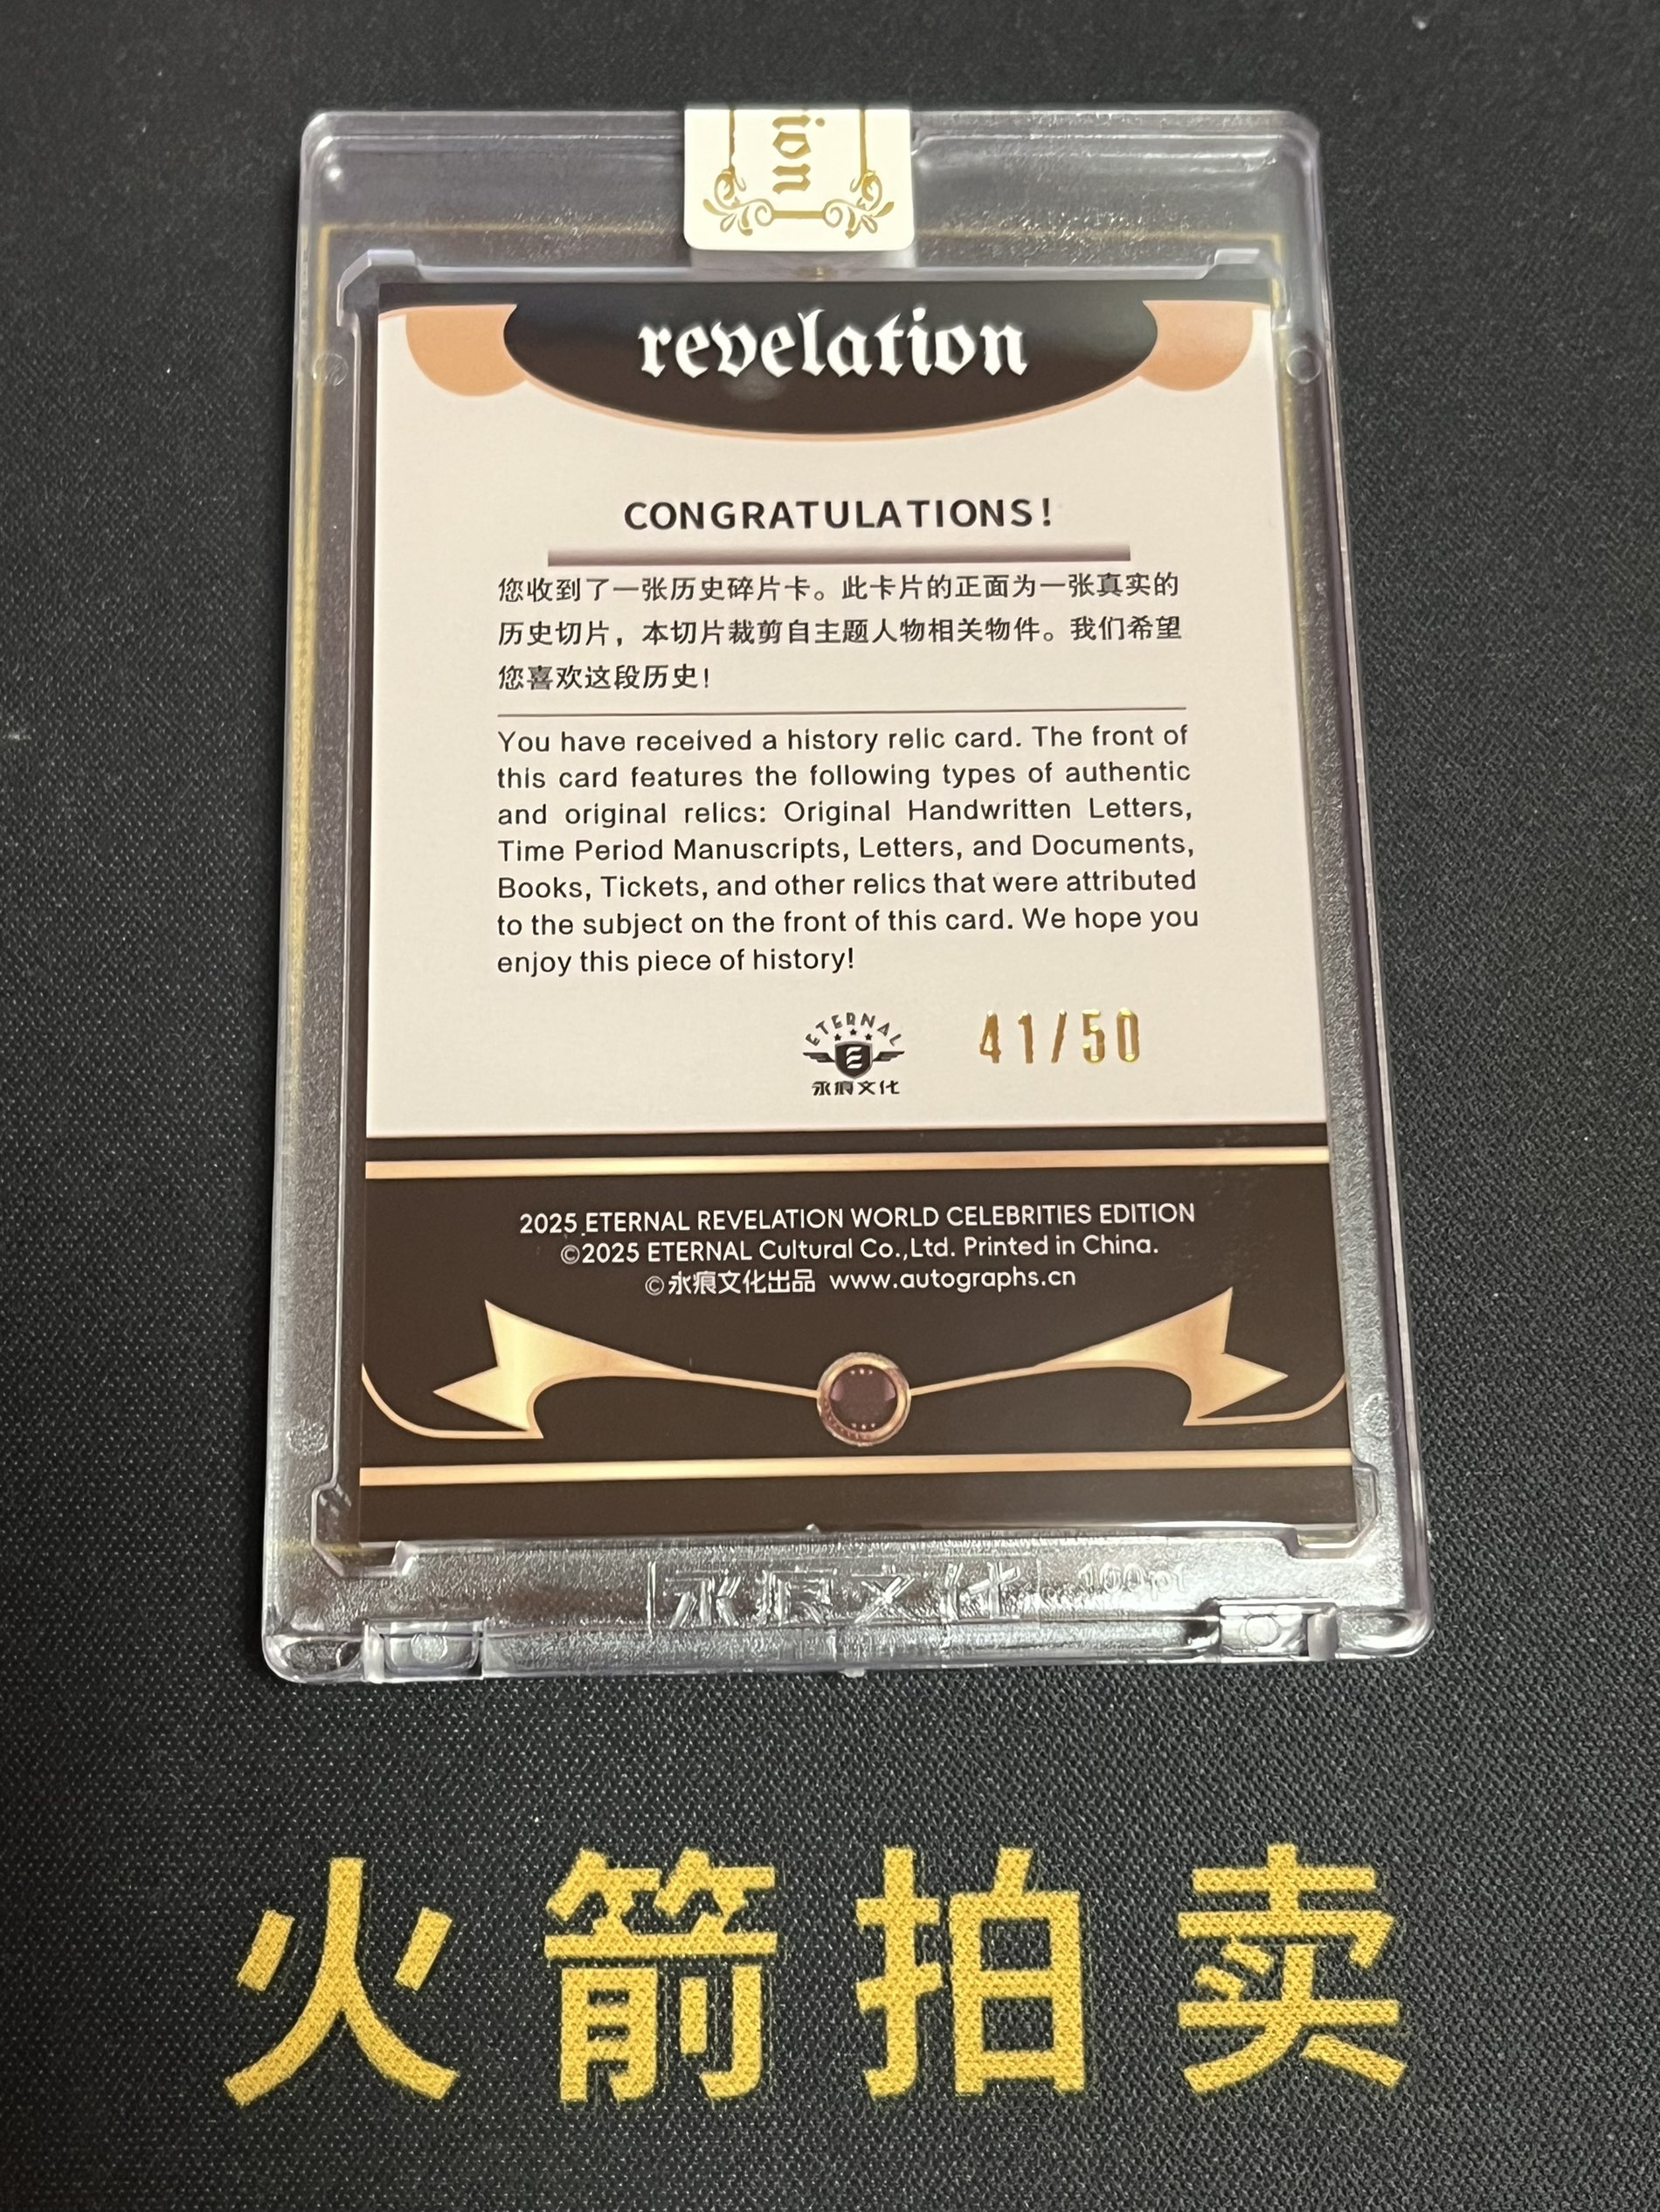 ion
revelation
CONGRATULATIONS!
您收到了一张历史碎片卡。此卡片的正面为一张真实的
历史切片，本切片裁剪自主题人物相关物件。我们希望
您喜欢这段历史！
You have received a history relic card. The front of
this card features the following types of authentic
and original relics: Original Handwritten Letters,
Time Period Manuscripts, Letters, and Documents,
Books, Tickets, and other relics that were attributed
to the subject on the front of this card. We hope you
enjoy this piece of history!
ETERNAL
永痕文化
41/50
2025 ETERNAL REVELATION WORLD CELEBRITIES EDITION
©2025 ETERNAL Cultural Co.,Ltd. Printed in China.
©永痕文化出品 www.autographs.cn
永痕文化 100pt
火箭拍卖